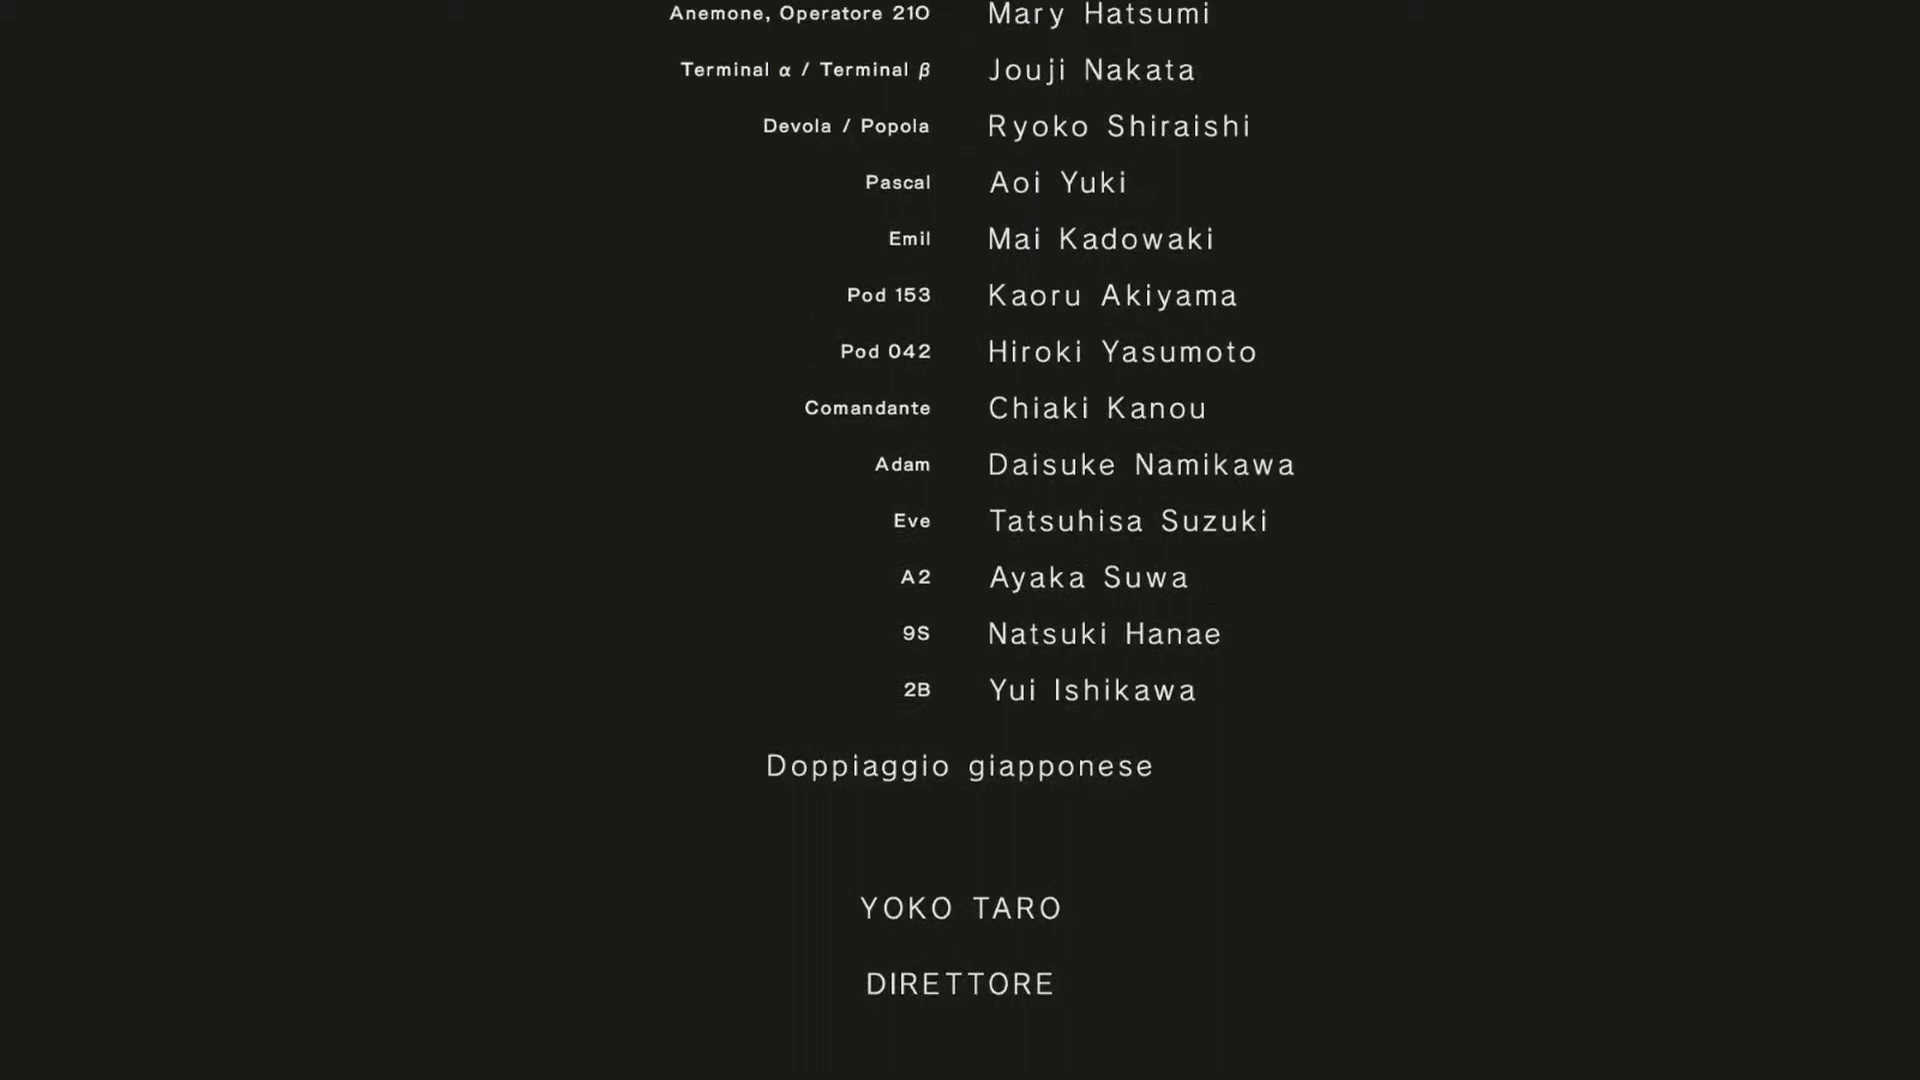 Anemone, Operatore 21O Mary Hatsumi
Terminal α / Terminal β Jouji Nakata
Devola / Popola Ryoko Shiraishi
Pascal Aoi Yuki
Emil Mai Kadowaki
Pod 153 Kaoru Akiyama
Pod 042 Hiroki Yasumoto
Comandante Chiaki Kanou
Adam Daisuke Namikawa
Eve Tatsuhisa Suzuki
A2 Ayaka Suwa
9S Natsuki Hanae
2B Yui Ishikawa
Doppiaggio giapponese
YOKO TARO
DIRETTORE